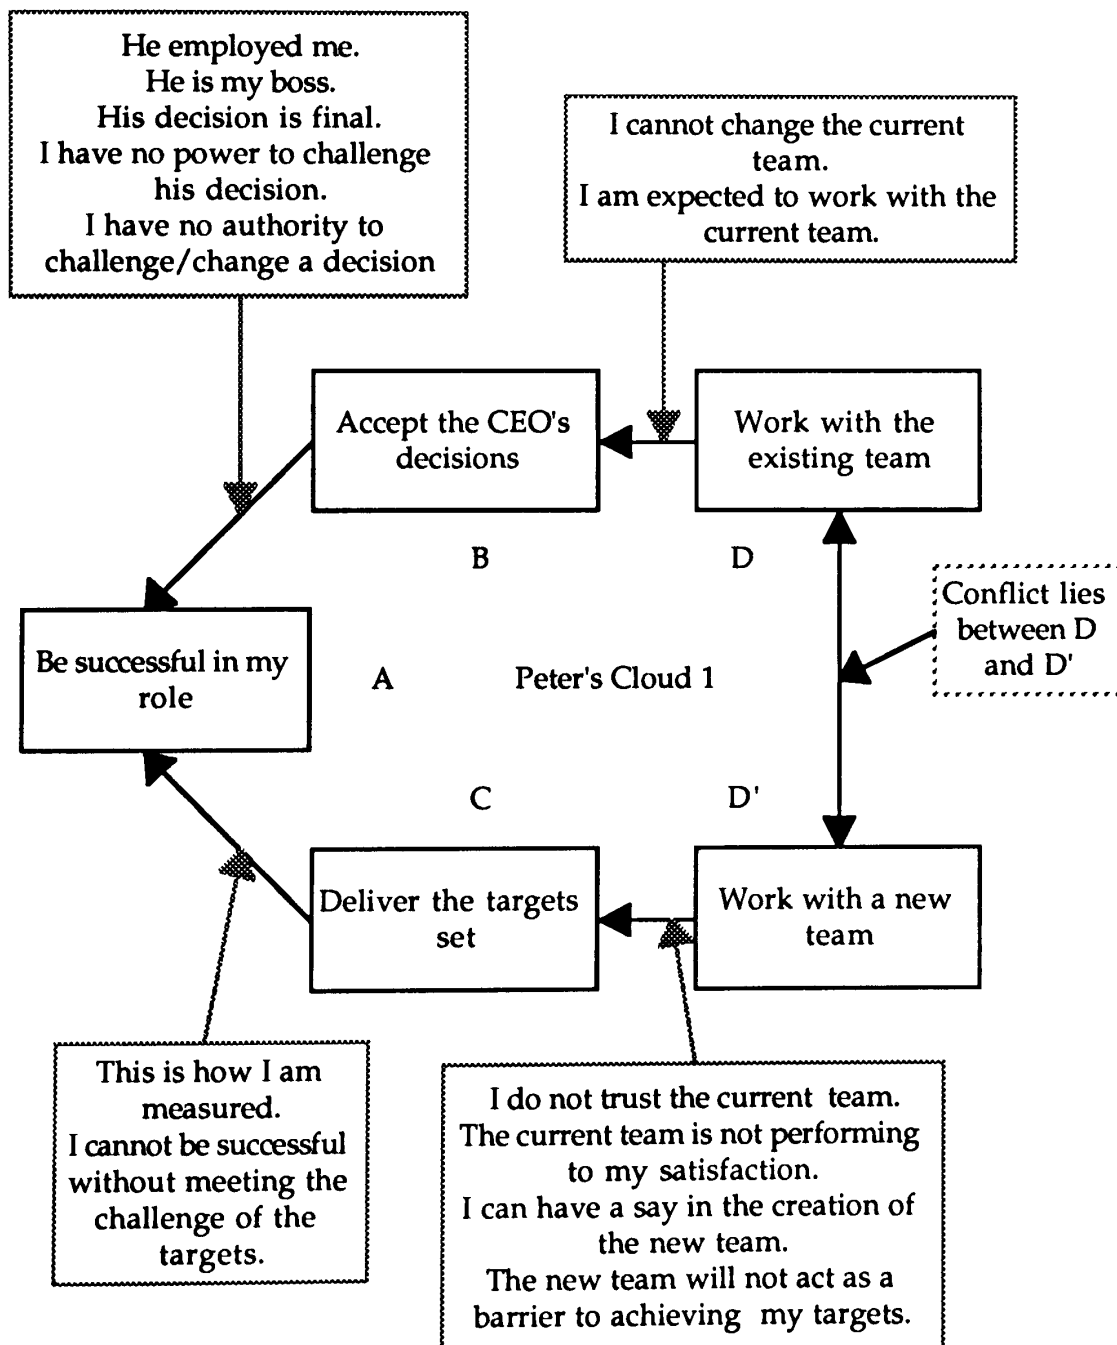 He employed me.
He is my boss.
His decision is final.
I have no power to challenge
his decision.
I have no authority to
challenge/change a decision
I cannot change the current
team.
I am expected to work with the
current team.
Accept the CEO's
decisions
Work with the
existing team
B
D
Conflict lies
between D
and D'
Be successful in my
role
A
Peter's Cloud 1
C
D'
Deliver the targets
set
Work with a new
team
This is how I am
measured.
I cannot be successful
without meeting the
challenge of the
targets.
I do not trust the current team.
The current team is not performing
to my satisfaction.
I can have a say in the creation of
the new team.
The new team will not act as a
barrier to achieving my targets.